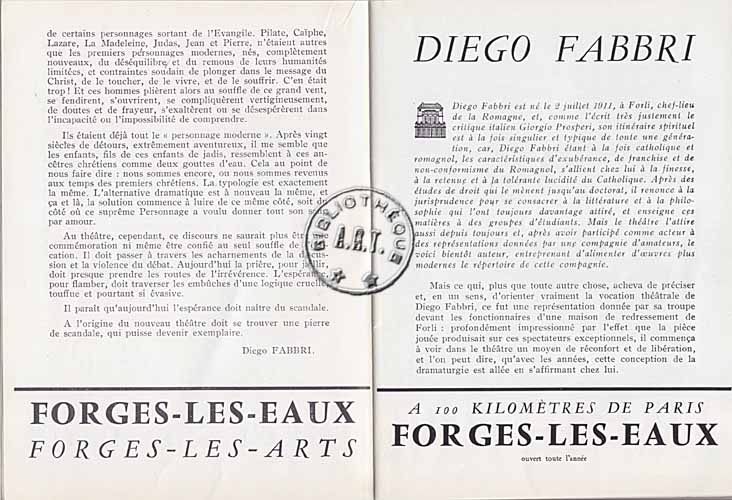 de certains personnages sortant de l'Evangile. Pilate, Caïphe,
Lazare, La Madeleine, Judas, Jean et Pierre, n'étaient autres
que les premiers personnages modernes, nés, complètement
nouveaux, du déséquilibre et du remous de leurs humanités
limitées, et contraintes soudain de plonger dans le message du
Christ, de le toucher, de le vivre, et de le souffrir. C'en était
trop ! Et ces hommes plièrent alors au souffle de ce grand vent,
se fendirent, s'ouvrirent, se compliquèrent vertigineusement,
de doutes et de frayeur, s'exaltèrent ou se désespérèrent dans
l'incapacité ou l'impossibilité de comprendre.
Ils étaient déjà tout le « personnage moderne ». Après vingt
siècles de détours, extrêmement aventureux, il me semble que
les enfants, fils de ces enfants de jadis, ressemblent à ces an-
cêtres chrétiens comme deux gouttes d'eau. Cela au point de
nous faire dire : nous sommes encore, ou nous sommes revenus
aux temps des premiers chrétiens. La typologie est exactement
la même. L'alternative dramatique est à nouveau la même, et
ça et là, la solution commence à luire de ce même côté, soit de
côté où ce suprême Personnage a voulu donner tout son
par amour.
Au théâtre, cependant, ce discours ne saurait plus être
commémoration ni même être confié au seul souffle de
cation. Il doit passer à travers les acharnements de la discus-
sion et la violence du débat. Aujourd'hui la prière, pour jaillir,
doit presque prendre les routes de l'irrévérence. L'espérance,
pour flamber, doit traverser les embûches d'une logique cruelle,
touffue et pourtant si évasive.
Il paraît qu'aujourd'hui l'espérance doit naître du scandale.
A l'origine du nouveau théâtre doit se trouver une pierre
de scandale, qui puisse devenir exemplaire.
Diego FABBRI.
FORGES-LES-EAUX
FORGES-LES-ARTS
BIBLIOTHÈQUE
A.R.T.
DIEGO FABBRI
Diego Fabbri est né le 2 juillet 1911, à Forli, chef-lieu
de la Romagne, et, comme l'écrit très justement le
critique italien Giorgio Prosperi, son itinéraire spirituel
est à la fois singulier et typique de toute une généra-
tion, car, Diego Fabbri étant à la fois catholique et
romagnol, les caractéristiques d'exubérance, de franchise et de
non-conformisme du Romagnol, s'allient chez lui à la finesse,
la retenue et à la tolérante lucidité du Catholique. Après des
études de droit qui le mènent jusqu'au doctorat, il renonce à la
jurisprudence pour se consacrer à la littérature et à la philo-
sophie qui l'ont toujours davantage attiré, et enseigne ces
matières à des groupes d'étudiants. Mais le théâtre l'attire
aussi depuis toujours et, après avoir participé comme acteur à
des représentations données par une compagnie d'amateurs, le
voici bientôt auteur, entreprenant d'alimenter d'œuvres plus
modernes le répertoire de cette compagnie.
Mais ce qui, plus que toute autre chose, acheva de préciser
et, en un sens, d'orienter vraiment la vocation théâtrale de
Diego Fabbri, ce fut une représentation donnée par sa troupe
devant les fonctionnaires d'une maison de redressement de
Forli : profondément impressionné par l'effet que la pièce
jouée produisait sur ces spectateurs exceptionnels, il commença
à voir dans le théâtre un moyen de réconfort et de libération,
et l'on peut dire, qu'avec les années, cette conception de la
dramaturgie est allée en s'affirmant chez lui.
A 100 KILOMÈTRES DE PARIS
FORGES-LES-EAUX
ouvert toute l'année